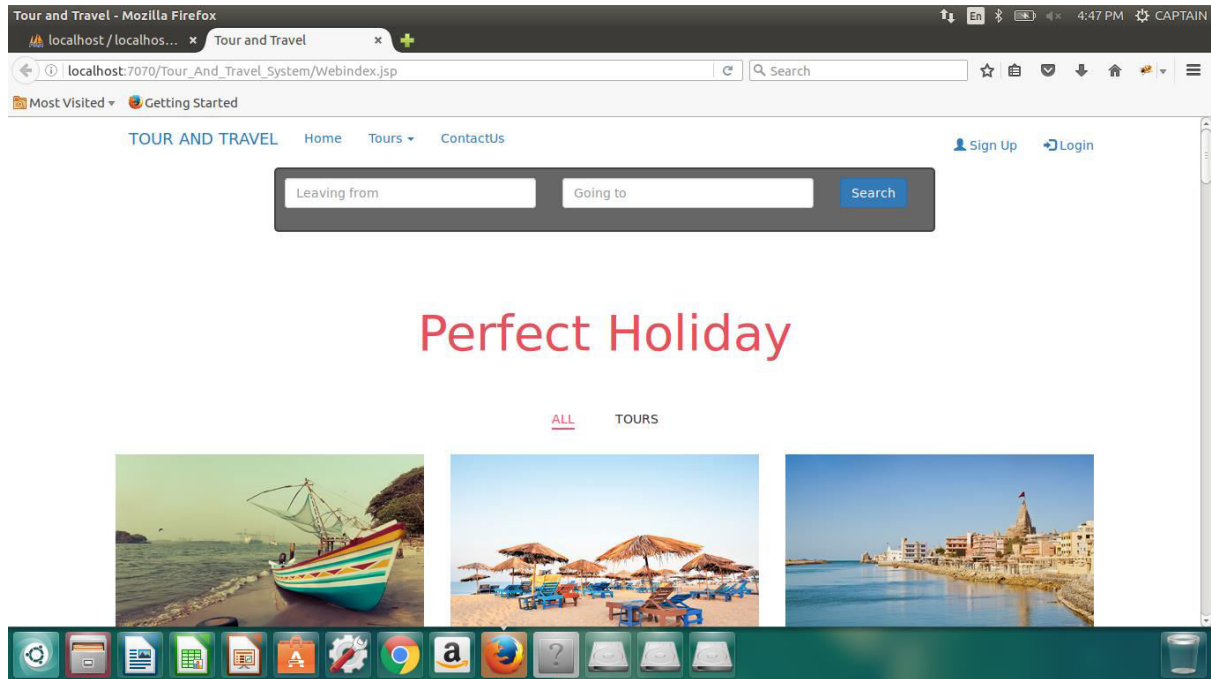 Tour and Travel - Mozilla Firefox
En
4:47 PM
CAPTAIN
localhost / localhos...
Tour and Travel
localhost:7070/Tour_And_Travel_System/Webindex.jsp
Search
Most Visited
Getting Started
TOUR AND TRAVEL
Home
Tours
ContactUs
Sign Up
Login
Leaving from
Going to
Search
Perfect Holiday
ALL
TOURS
A
a
?